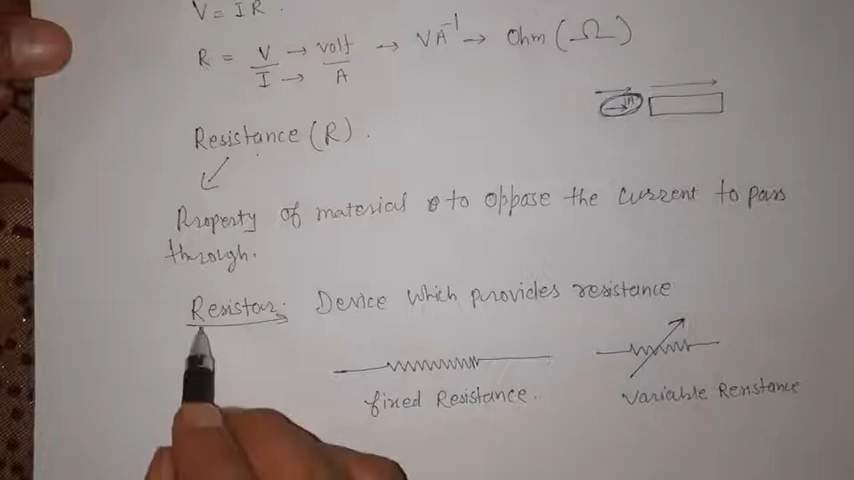 V = IR.
R = V/I → volt/A → VA⁻¹ → Ohm (Ω)
Resistance (R).
Property of material to oppose the current to pass
through.
Resistor: Device which provides resistance
fixed Resistance. Variable Resistance